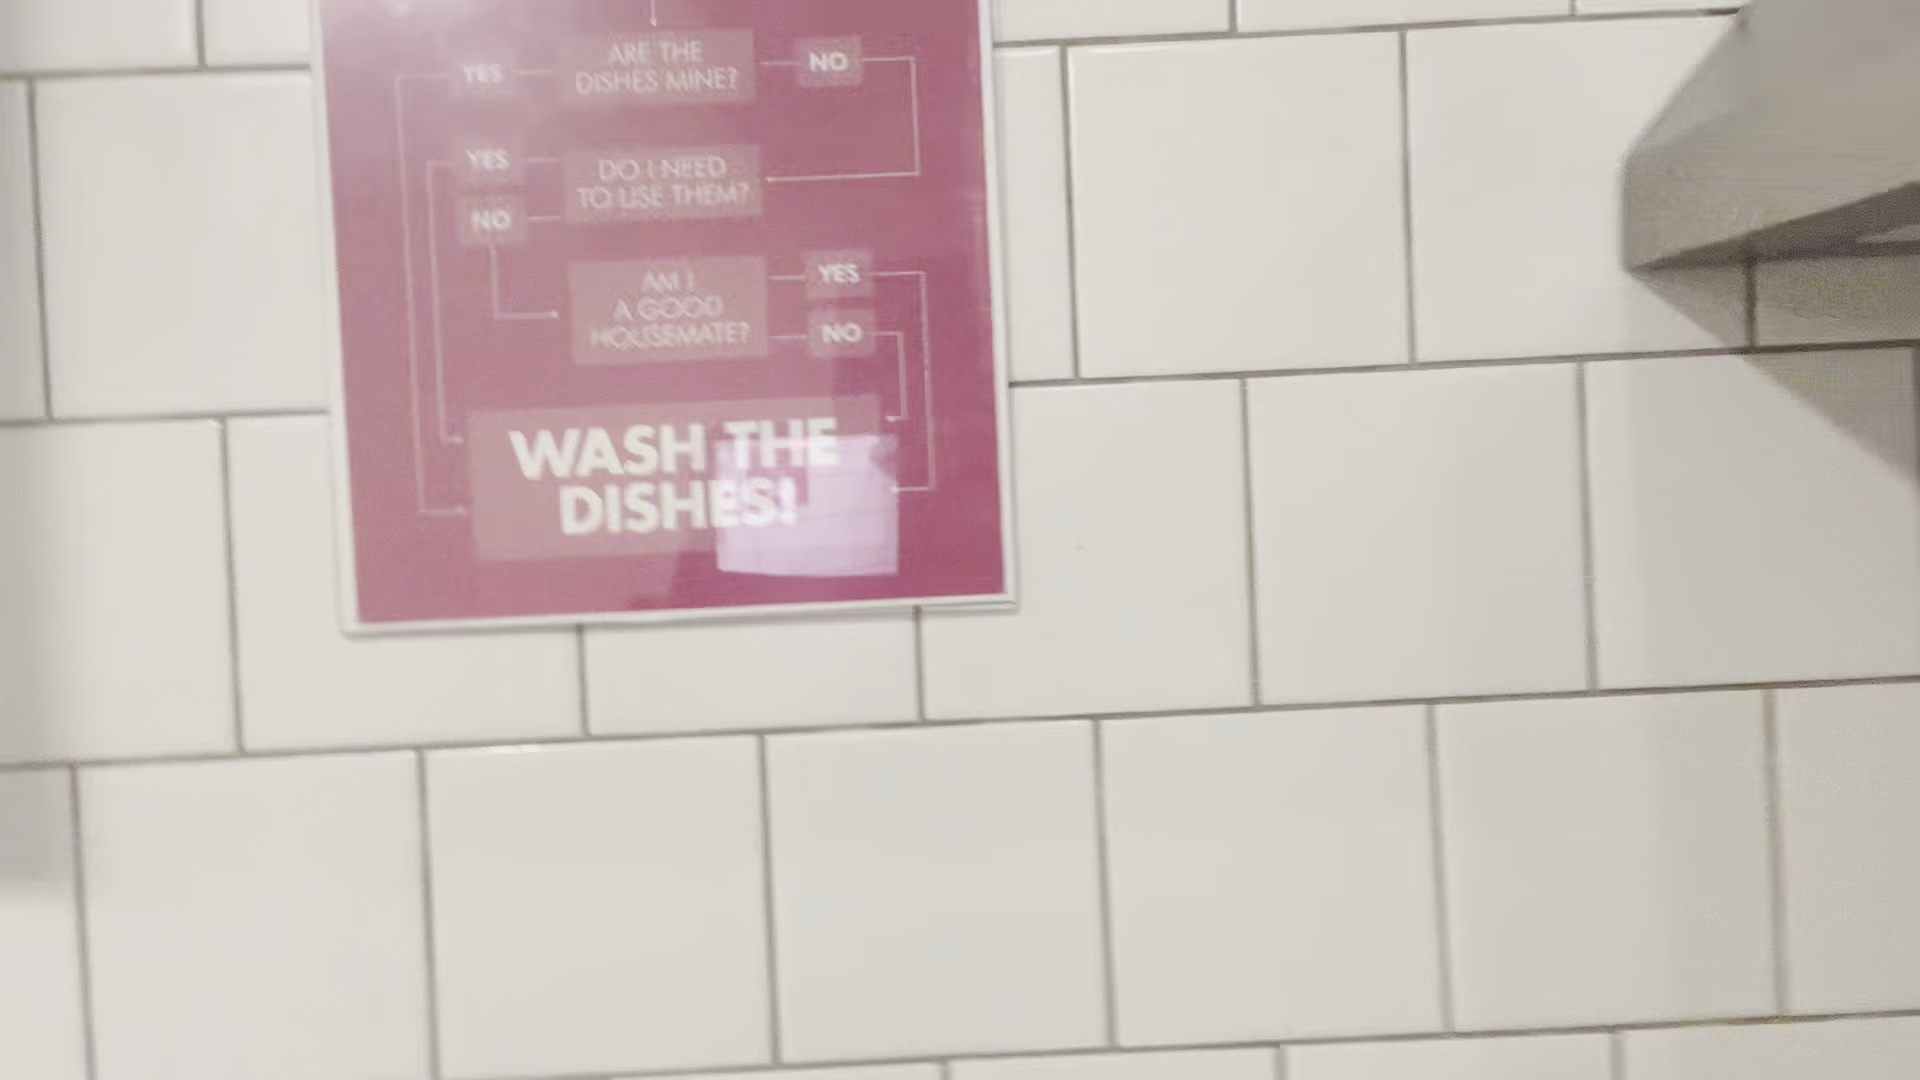 ARE THE
DISHES MINE?
YES
NO
DO I NEED
TO USE THEM?
YES
NO
AM I
A GOOD
HOUSEMATE?
YES
NO
WASH THE
DISHES!